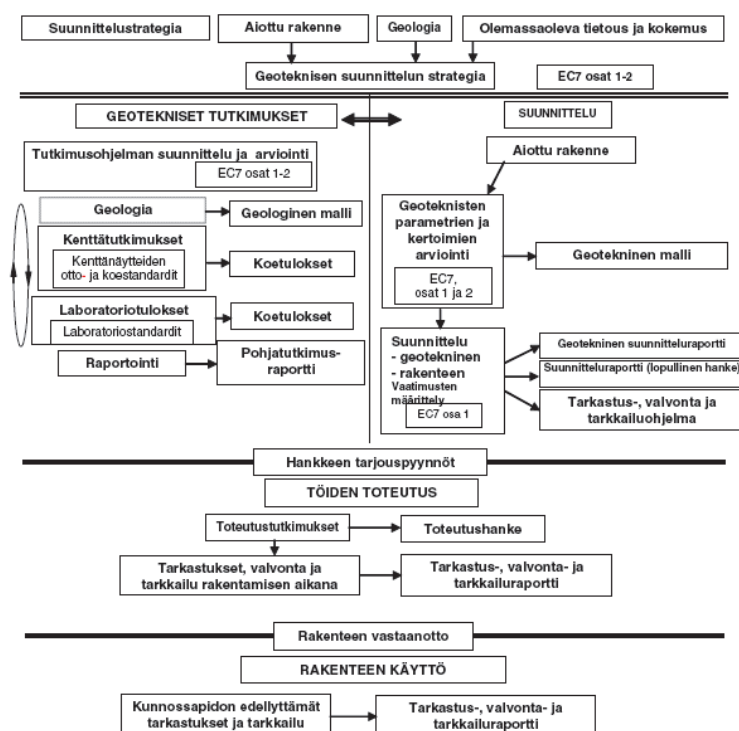 Suunnittelustrategia
Aiottu rakenne
Geologia
Olemassaoleva tietous ja kokemus
Geoteknisen suunnittelun strategia
EC7 osat 1-2
GEOTEKNISET TUTKIMUKSET
SUUNNITTELU
Tutkimusohjelman suunnittelu ja arviointi
EC7 osat 1-2
Geologia
Geologinen malli
Kenttätutkimukset
Kenttänäytteiden
otto- ja koestandardit
Koetulokset
Laboratoriotulokset
Laboratoriostandardit
Koetulokset
Raportointi
Pohjatutkimus-
raportti
Aiottu rakenne
Geoteknisten
parametrien ja
kertoimien
arviointi
EC7,
osat 1 ja 2
Geotekninen malli
Suunnittelu
- geotekninen
- rakenteen
Vaatimusten
määrittely
EC7 osa 1
Geotekninen suunnitteluraportti
Suunnitteluraportti (lopullinen hanke)
Tarkastus-, valvonta ja
tarkkailuohjelma
Hankkeen tarjouspyynnöt
TÖIDEN TOTEUTUS
Toteutustutkimukset
Toteutushanke
Tarkastukset, valvonta ja
tarkkailu rakentamisen aikana
Tarkastus-, valvonta- ja
tarkkailuraportti
Rakenteen vastaanotto
RAKENTEEN KÄYTTÖ
Kunnossapidon edellyttämät
tarkastukset ja tarkkailu
Tarkastus-, valvonta- ja
tarkkailuraportti